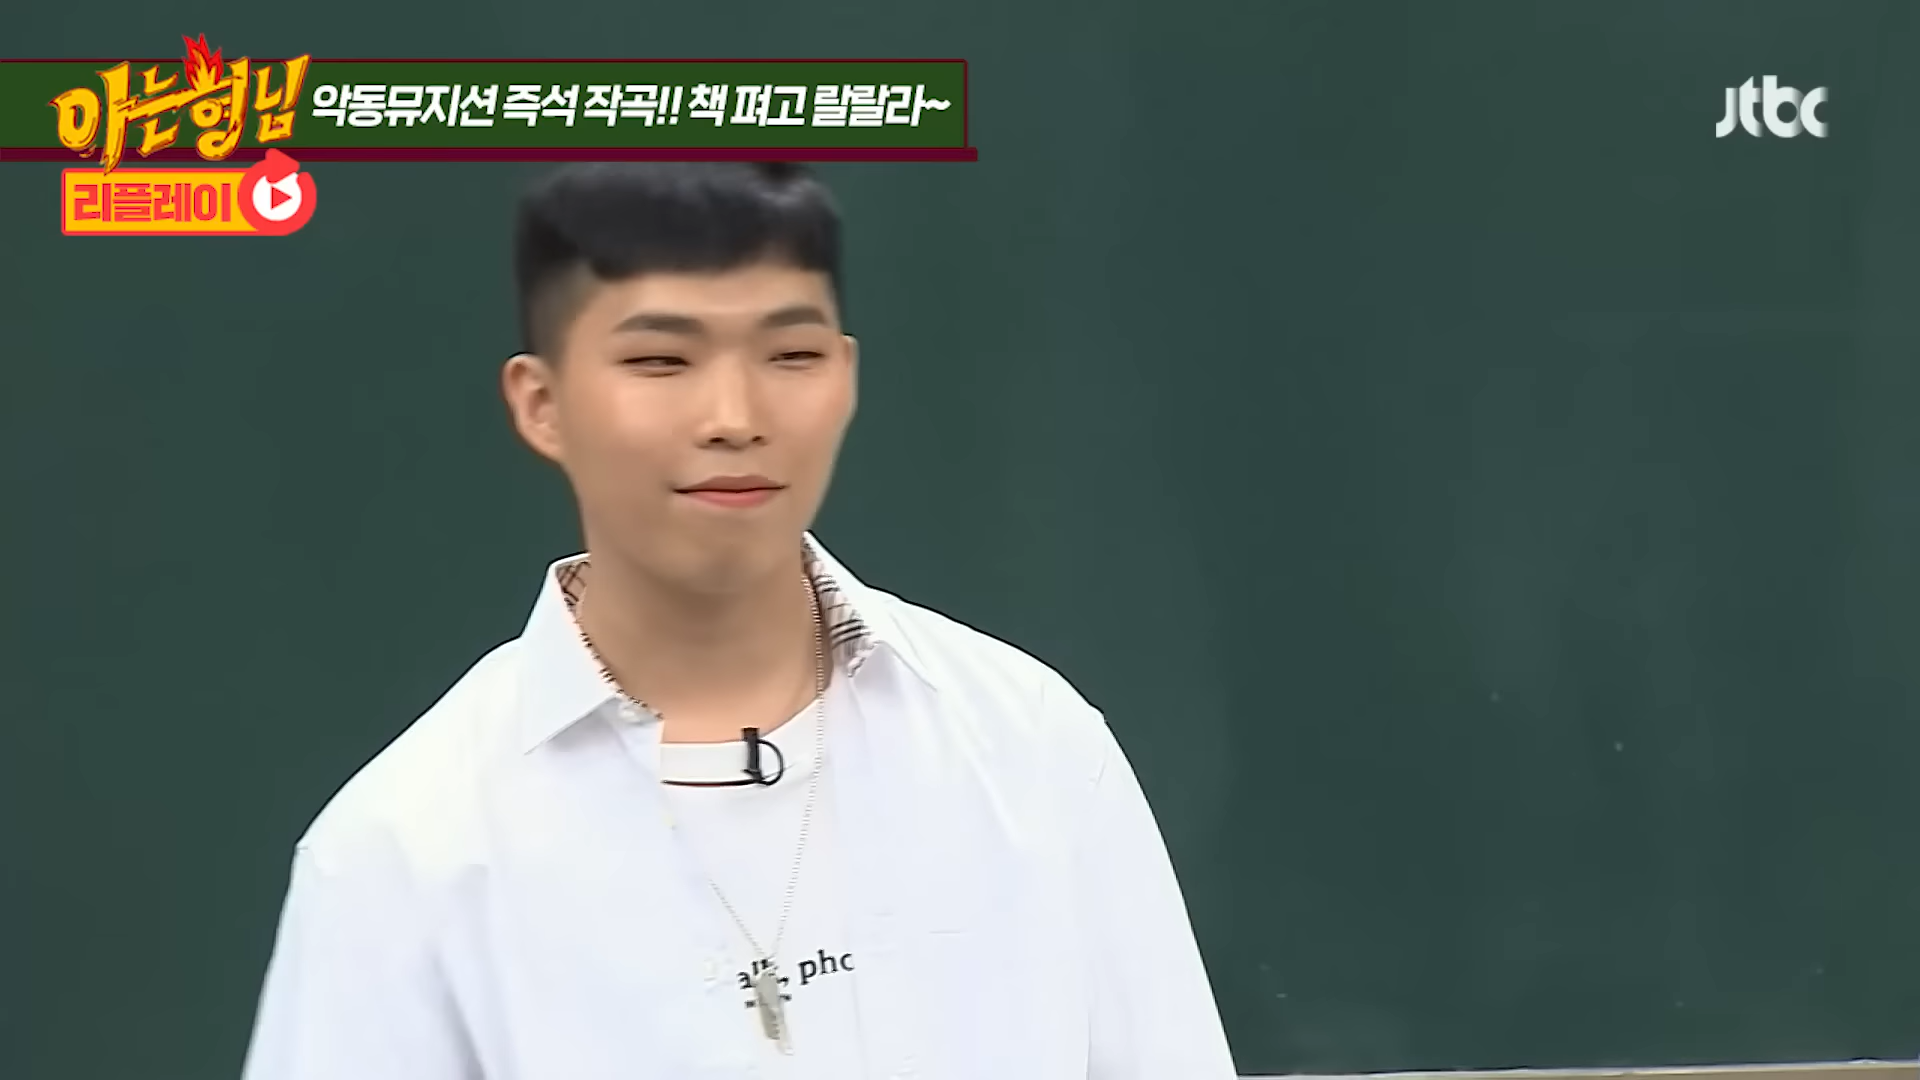 아는형님
악동뮤지션 즉석 작곡!! 책 펴고 랄랄라~
리플레이
jtbc
pho